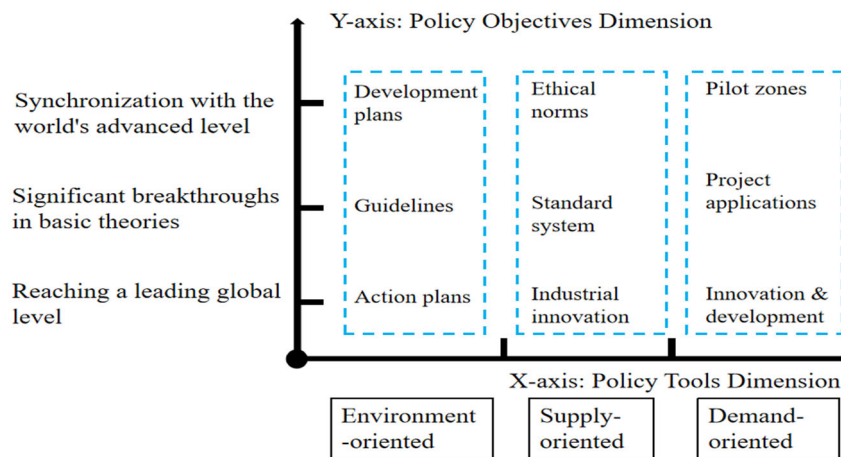 Y-axis: Policy Objectives Dimension
Synchronization with the
world's advanced level
Development
plans
Ethical
norms
Pilot zones
Significant breakthroughs
in basic theories
Guidelines
Standard
system
Project
applications
Reaching a leading global
level
Action plans
Industrial
innovation
Innovation &
development
X-axis: Policy Tools Dimension
Environment
-oriented
Supply-
oriented
Demand-
oriented